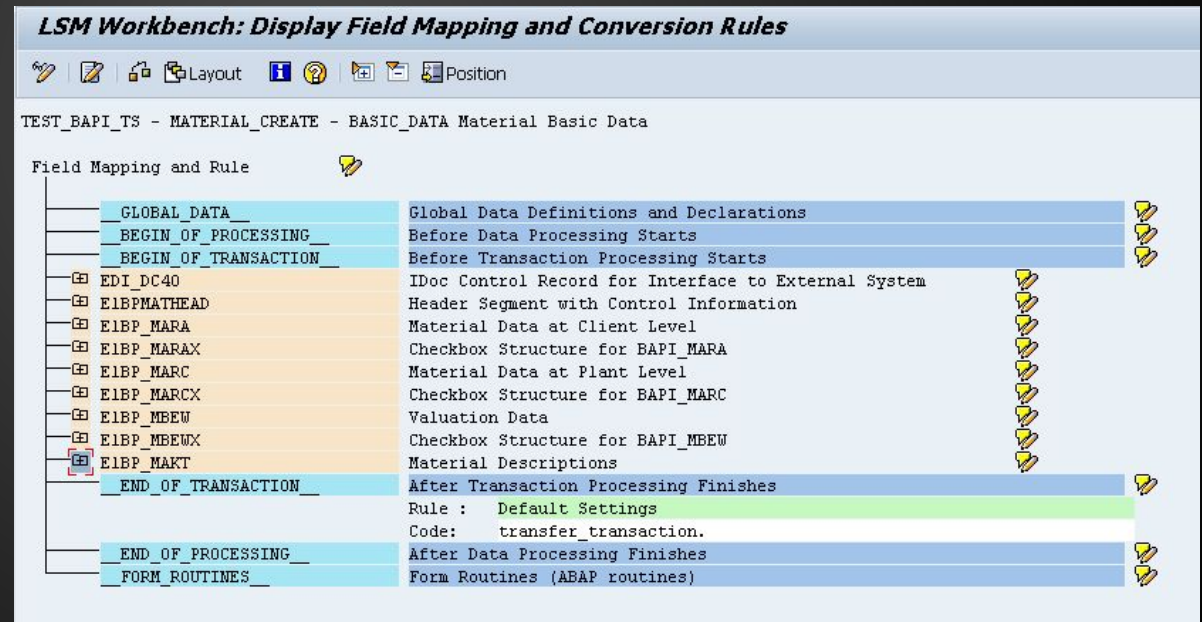 LSM Workbench: Display Field Mapping and Conversion Rules
Layout Position
TEST_BAPI_TS - MATERIAL_CREATE - BASIC_DATA Material Basic Data
Field Mapping and Rule
__GLOBAL_DATA__ Global Data Definitions and Declarations
__BEGIN_OF_PROCESSING__ Before Data Processing Starts
__BEGIN_OF_TRANSACTION__ Before Transaction Processing Starts
EDI_DC40 IDoc Control Record for Interface to External System
E1BPMATHEAD Header Segment with Control Information
E1BP_MARA Material Data at Client Level
E1BP_MARAX Checkbox Structure for BAPI_MARA
E1BP_MARC Material Data at Plant Level
E1BP_MARCX Checkbox Structure for BAPI_MARC
E1BP_MBEW Valuation Data
E1BP_MBEWX Checkbox Structure for BAPI_MBEW
E1BP_MAKT Material Descriptions
__END_OF_TRANSACTION__ After Transaction Processing Finishes
Rule : Default Settings
Code: transfer_transaction.
__END_OF_PROCESSING__ After Data Processing Finishes
__FORM_ROUTINES__ Form Routines (ABAP routines)